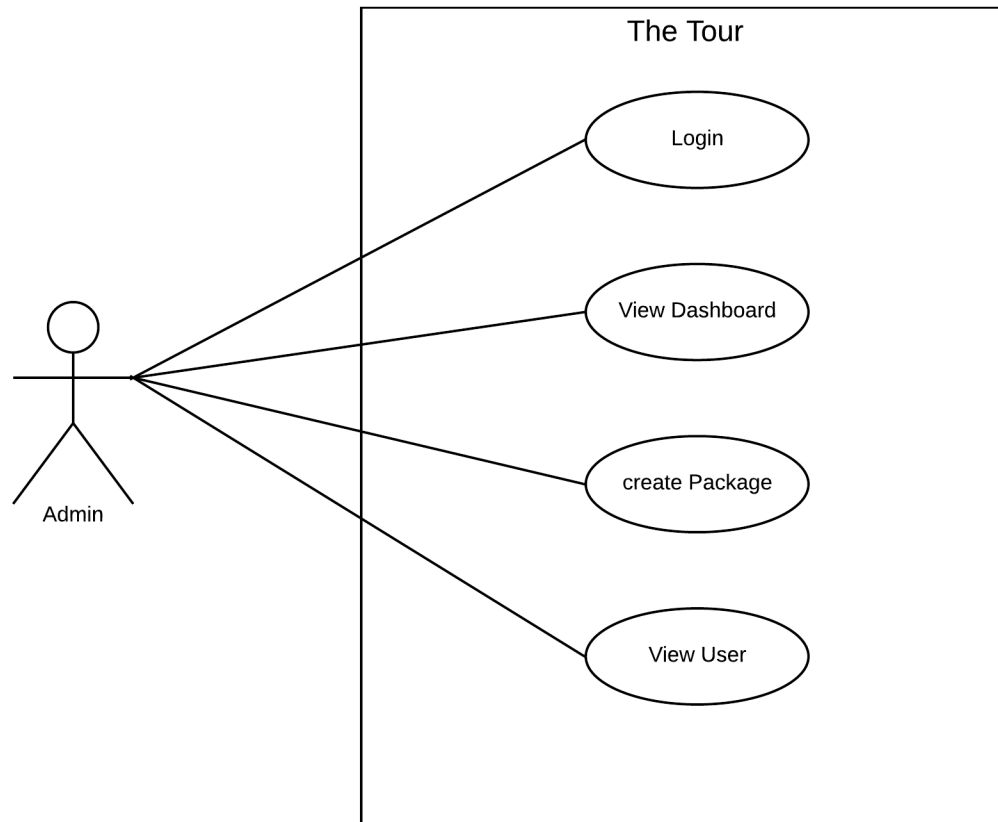 The Tour
Login
View Dashboard
create Package
Admin
View User